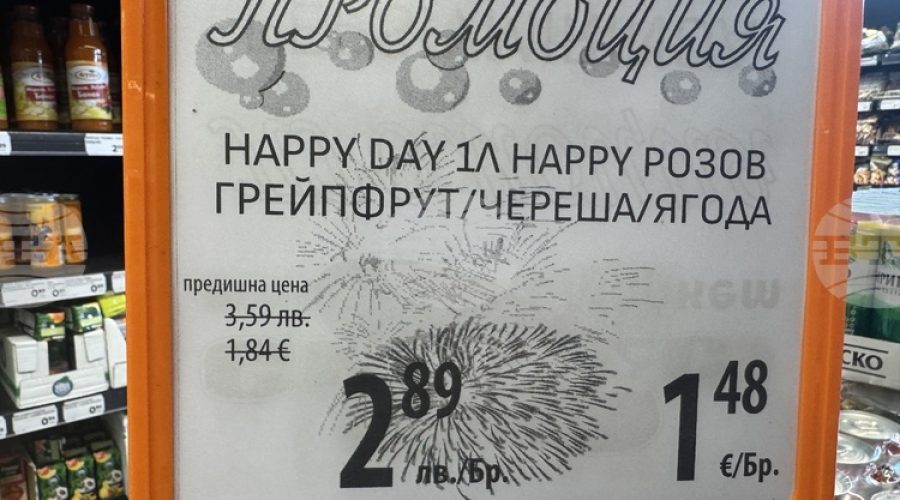 ПРОМОЦИЯ
HAPPY DAY 1Л HAPPY РОЗОВ
ГРЕЙПФРУТ/ЧЕРЕША/ЯГОДА
предишна цена
3,59 лв.
1,84 €
2 89 лв./Бр.
1 48 €/Бр.